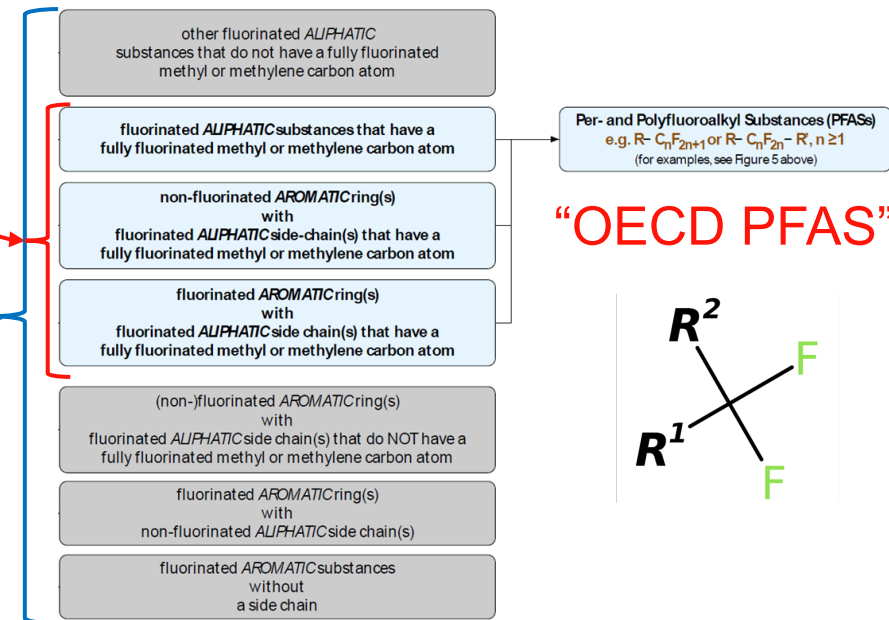 other fluorinated ALIPHATIC
substances that do not have a fully fluorinated
methyl or methylene carbon atom
fluorinated ALIPHATIC substances that have a
fully fluorinated methyl or methylene carbon atom
non-fluorinated AROMATIC ring(s)
with
fluorinated ALIPHATIC side-chain(s) that have a
fully fluorinated methyl or methylene carbon atom
fluorinated AROMATIC ring(s)
with
fluorinated ALIPHATIC side chain(s) that have a
fully fluorinated methyl or methylene carbon atom
(non-)fluorinated AROMATIC ring(s)
with
fluorinated ALIPHATIC side chain(s) that do NOT have a
fully fluorinated methyl or methylene carbon atom
fluorinated AROMATIC ring(s)
with
non-fluorinated ALIPHATIC side chain(s)
fluorinated AROMATIC substances
without
a side chain
Per- and Polyfluoroalkyl Substances (PFASs)
e.g. R– CnF2n+1 or R– CnF2n– R', n ≥1
(for examples, see Figure 5 above)
“OECD PFAS”
R²
F
R¹
F